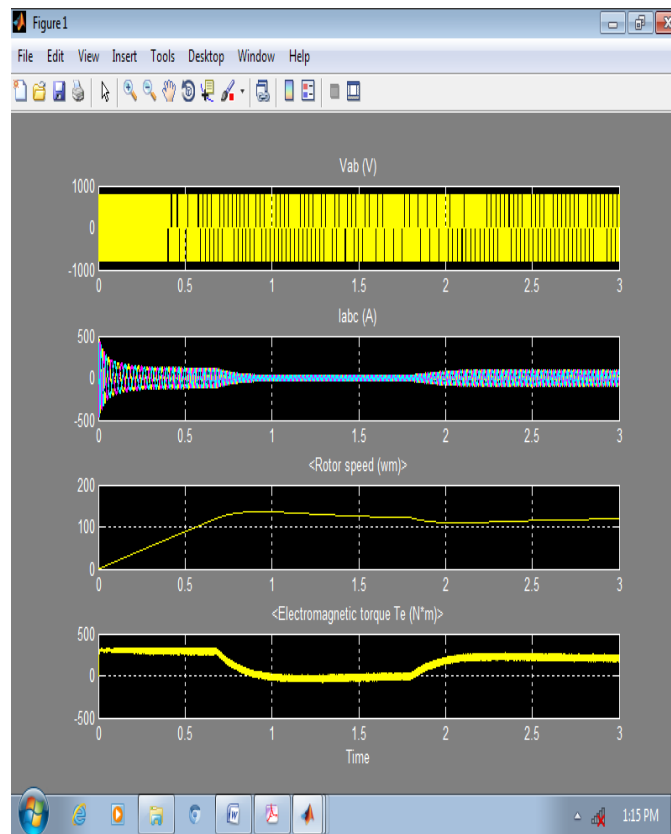 Figure 1
File Edit View Insert Tools Desktop Window Help
Vab (V)
1000
0
-1000
0 0.5 1 1.5 2 2.5 3
Iabc (A)
500
0
-500
0 0.5 1 1.5 2 2.5 3
<Rotor speed (wm)>
200
100
0
0 0.5 1 1.5 2 2.5 3
<Electromagnetic torque Te (N*m)>
500
0
-500
0 0.5 1 1.5 2 2.5 3
Time
1:15 PM